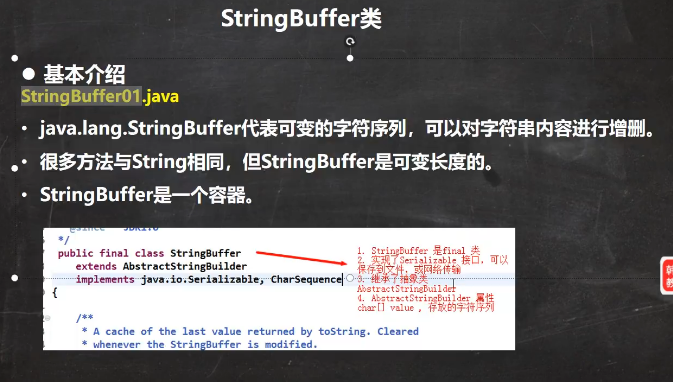 StringBuffer类
● 基本介绍
StringBuffer01.java
• java.lang.StringBuffer代表可变的字符序列，可以对字符串内容进行增删。
• 很多方法与String相同，但StringBuffer是可变长度的。
• StringBuffer是一个容器。
@since JDK1.0
*/
public final class StringBuffer
extends AbstractStringBuilder
implements java.io.Serializable, CharSequence
{
/**
* A cache of the last value returned by toString. Cleared
* whenever the StringBuffer is modified.
1. StringBuffer 是final 类
2. 实现了Serializable 接口，可以
保存到文件，或网络传输
3. 继承了抽象类
AbstractStringBuilder
4. AbstractStringBuilder 属性
char[] value , 存放的字符序列